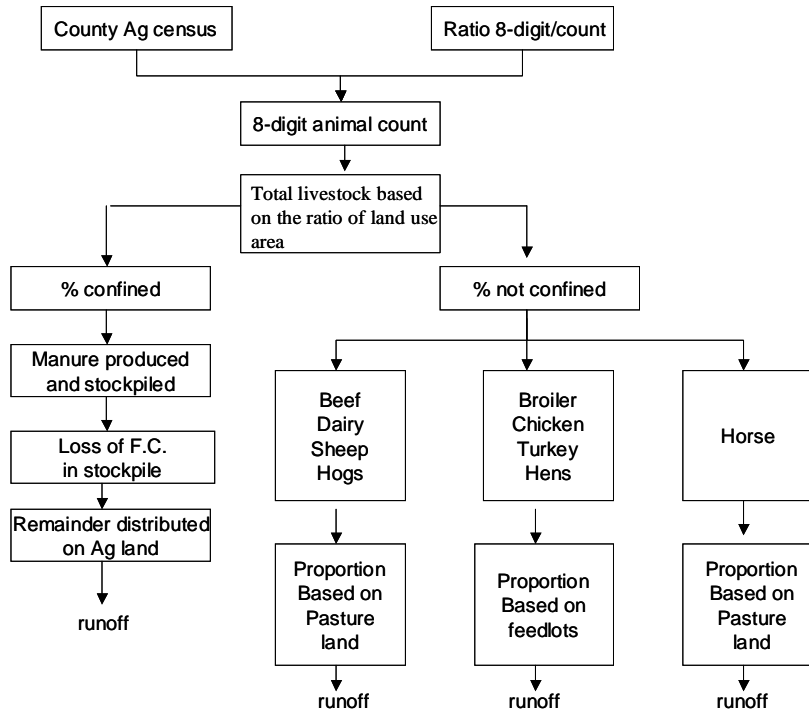 County Ag census
Ratio 8-digit/count
8-digit animal count
Total livestock based
on the ratio of land use
area
% confined
% not confined
Manure produced
and stockpiled
Loss of F.C.
in stockpile
Remainder distributed
on Ag land
runoff
Beef
Dairy
Sheep
Hogs
Proportion
Based on
Pasture
land
runoff
Broiler
Chicken
Turkey
Hens
Proportion
Based on
feedlots
runoff
Horse
Proportion
Based on
Pasture
land
runoff